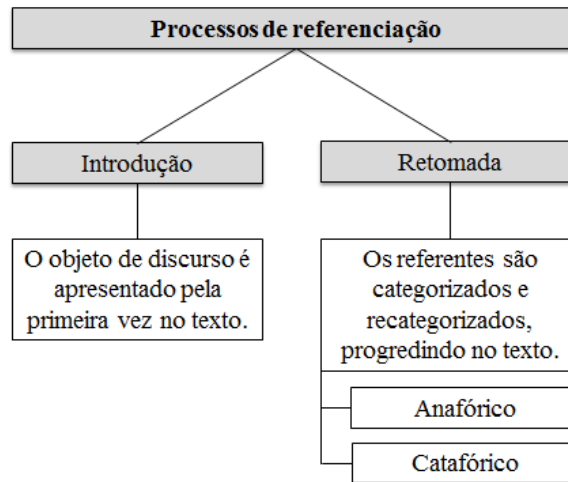 Processos de referenciação
Introdução
O objeto de discurso é
apresentado pela
primeira vez no texto.
Retomada
Os referentes são
categorizados e
recategorizados,
progredindo no texto.
Anafórico
Catafórico